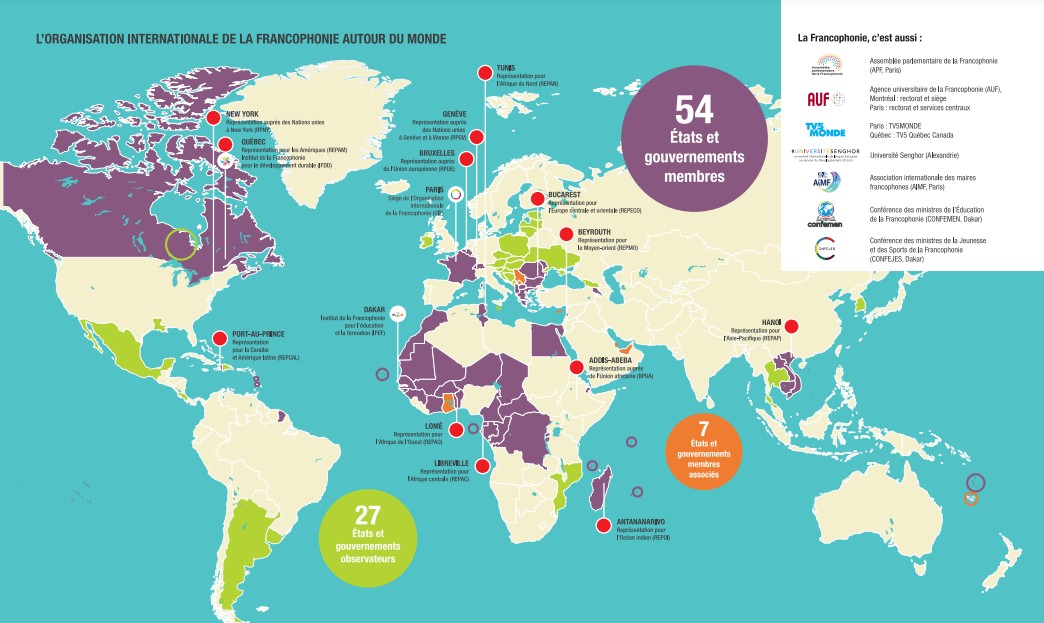 L'ORGANISATION INTERNATIONALE DE LA FRANCOPHONIE AUTOUR DU MONDE
NEW YORK
Représentation auprès des Nations unies
à New York (RPNY)
QUÉBEC
Représentation pour les Amériques (REPAM)
Institut de la Francophonie
pour le développement durable (IFDD)
TUNIS
Représentation pour
l'Afrique du Nord (REPAN)
GENÈVE
Représentation auprès
des Nations unies
à Genève et à Vienne (RPGV)
BRUXELLES
Représentation auprès
de l'Union européenne (RPUE)
PARIS
Siège de l'Organisation
internationale
de la Francophonie (OIF)
BUCAREST
Représentation pour
l'Europe centrale et orientale (REPECO)
BEYROUTH
Représentation pour
le Moyen-orient (REPMO)
DAKAR
Institut de la Francophonie
pour l'éducation
et la formation (IFEF)
PORT-AU-PRINCE
Représentation
pour la Caraïbe
et Amérique latine (REPCAL)
HANOÏ
Représentation pour
l'Asie-Pacifique (REPAP)
ADDIS-ABEBA
Représentation auprès
de l'Union africaine (RPUA)
LOMÉ
Représentation pour
l'Afrique de l'Ouest (REPAO)
LIBREVILLE
Représentation pour
l'Afrique centrale (REPAC)
ANTANANARIVO
Représentation pour
l'Océan indien (REPOI)
54
États et
gouvernements
membres
7
États et
gouvernements
membres
associés
27
États et
gouvernements
observateurs
La Francophonie, c'est aussi :
Assemblée
parlementaire
de la Francophonie
Assemblée parlementaire de la Francophonie
(APF, Paris)
AUF
Agence universitaire de la Francophonie (AUF),
Montréal : rectorat et siège
Paris : rectorat et services centraux
TV5
MONDE
Paris : TV5MONDE
Québec : TV5 Québec Canada
UNIVERSITÉSENGHOR
Université Senghor (Alexandrie)
AIMF
Association internationale des maires
francophones (AIMF, Paris)
confemen
Conférence des ministres de l'Éducation
de la Francophonie (CONFEMEN, Dakar)
CONFEJES
Conférence des ministres de la Jeunesse
et des Sports de la Francophonie
(CONFEJES, Dakar)